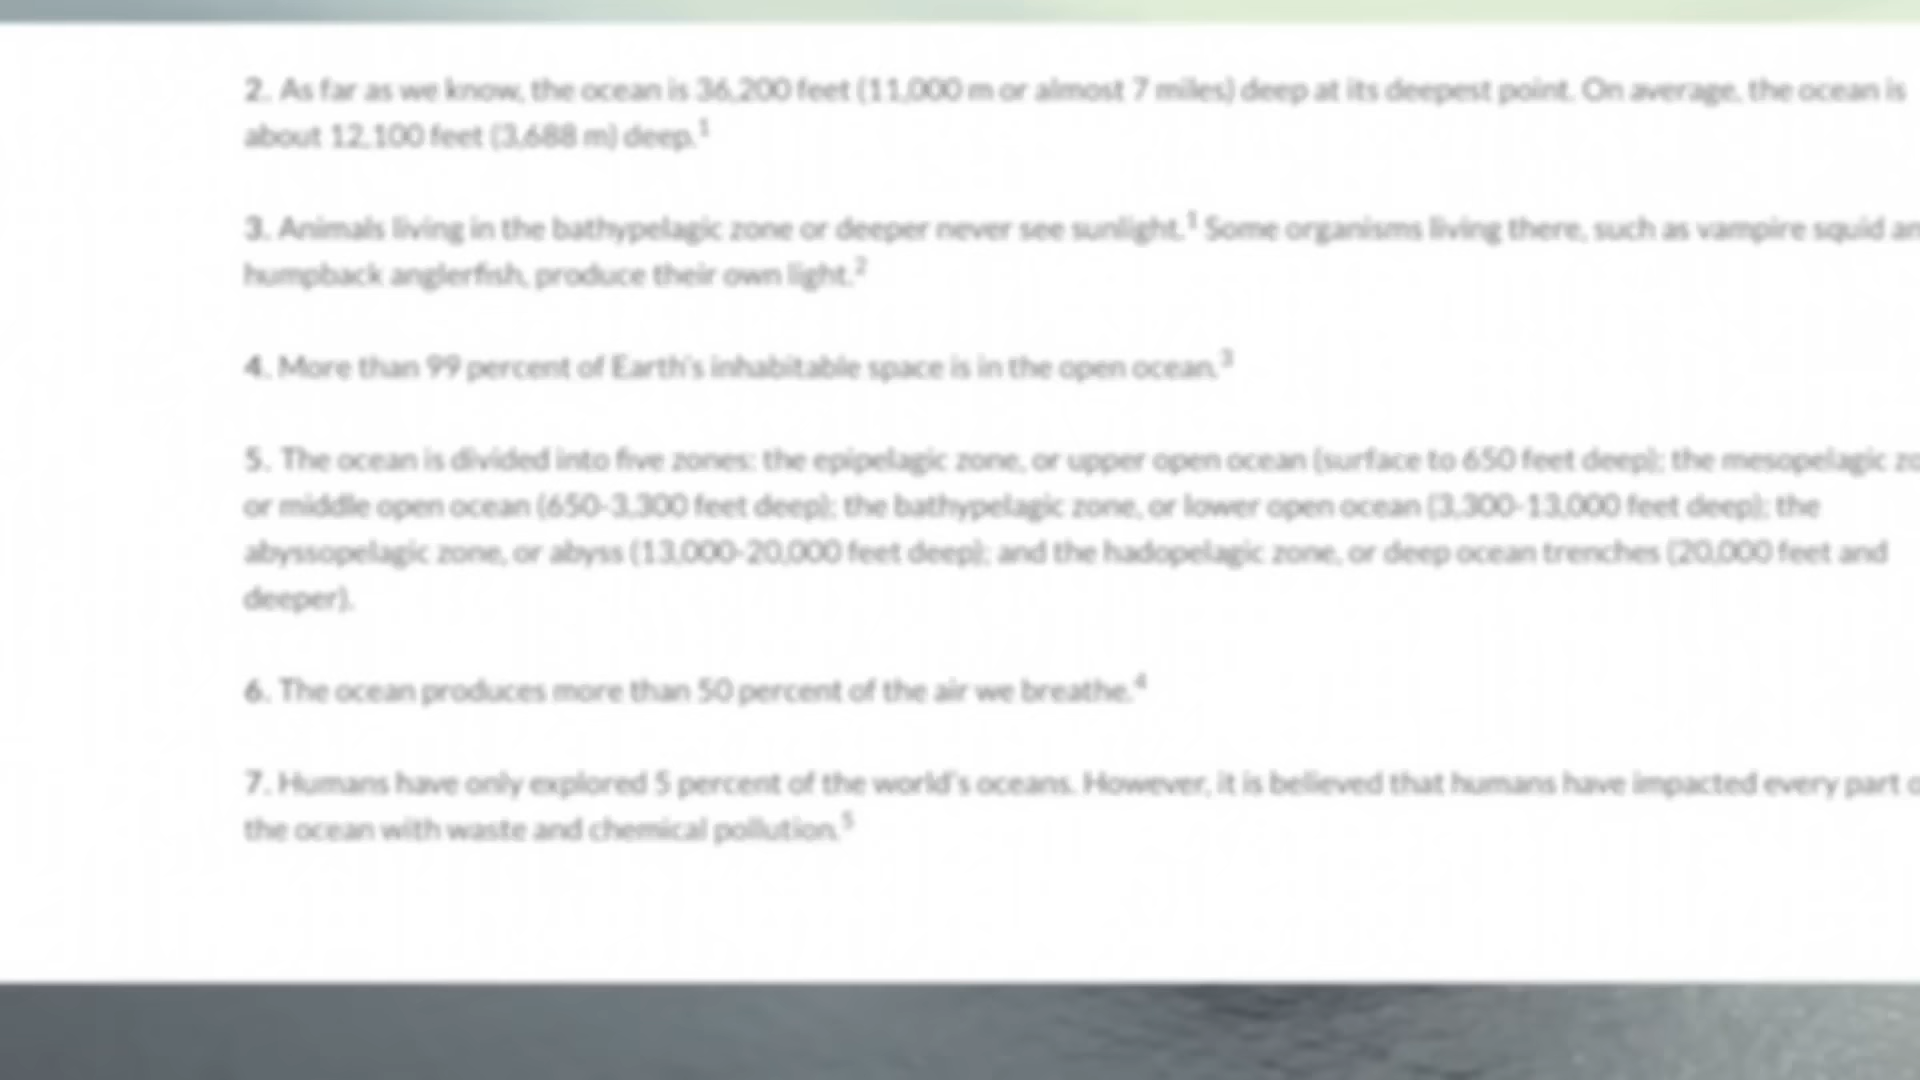 2. As far as we know, the ocean is 36,200 feet (11,000 m or almost 7 miles) deep at its deepest point. On average, the ocean is
about 12,100 feet (3,688 m) deep.1
3. Animals living in the bathypelagic zone or deeper never see sunlight.1 Some organisms living there, such as vampire squid an
humpback anglerfish, produce their own light.2
4. More than 99 percent of Earth's inhabitable space is in the open ocean.3
5. The ocean is divided into five zones: the epipelagic zone, or upper open ocean (surface to 650 feet deep); the mesopelagic zo
or middle open ocean (650-3,300 feet deep); the bathypelagic zone, or lower open ocean (3,300-13,000 feet deep); the
abyssopelagic zone, or abyss (13,000-20,000 feet deep); and the hadopelagic zone, or deep ocean trenches (20,000 feet and
deeper).
6. The ocean produces more than 50 percent of the air we breathe.4
7. Humans have only explored 5 percent of the world's oceans. However, it is believed that humans have impacted every part o
the ocean with waste and chemical pollution.5